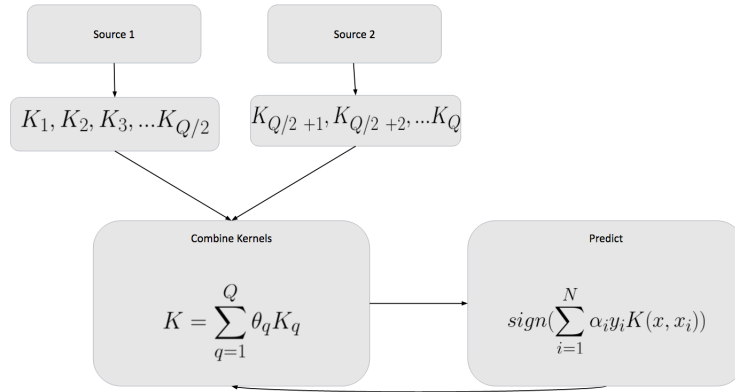 Source 1
Source 2
K_1, K_2, K_3, ...K_{Q/2}
K_{Q/2 +1}, K_{Q/2 +2}, ...K_Q
Combine Kernels
K = \sum_{q=1}^{Q} \theta_q K_q
Predict
sign(\sum_{i=1}^{N} \alpha_i y_i K(x, x_i))